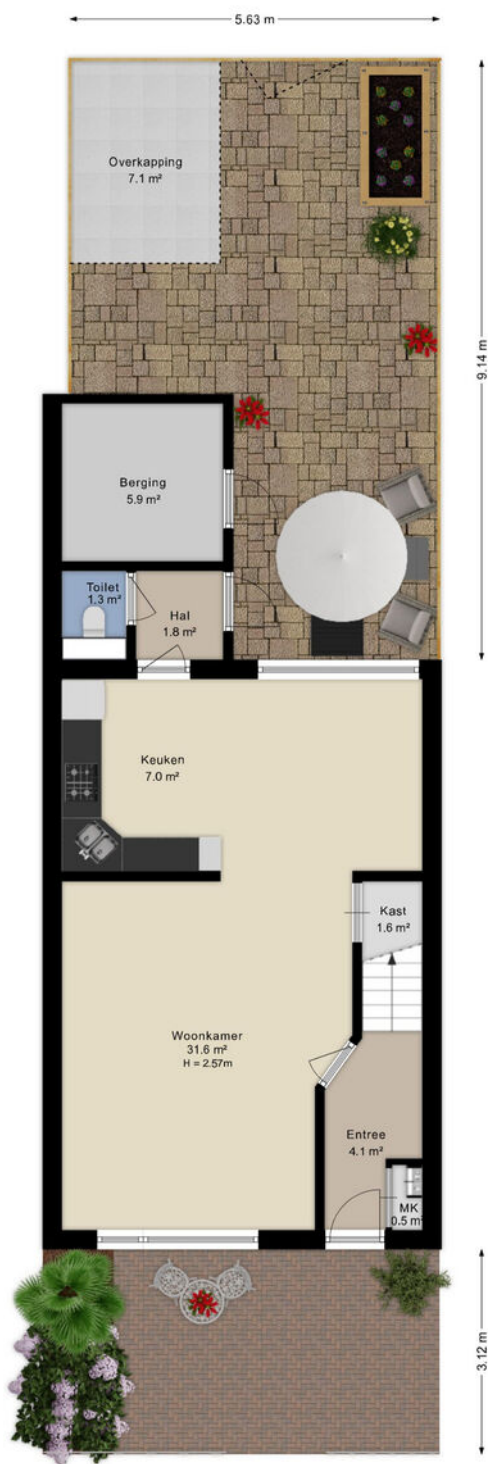 5.63 m
Overkapping
7.1 m²
9.14 m
Berging
5.9 m²
Toilet
1.3 m²
Hal
1.8 m²
Keuken
7.0 m²
Kast
1.6 m²
Woonkamer
31.6 m²
H = 2.57m
Entree
4.1 m²
MK
0.5 m²
3.12 m